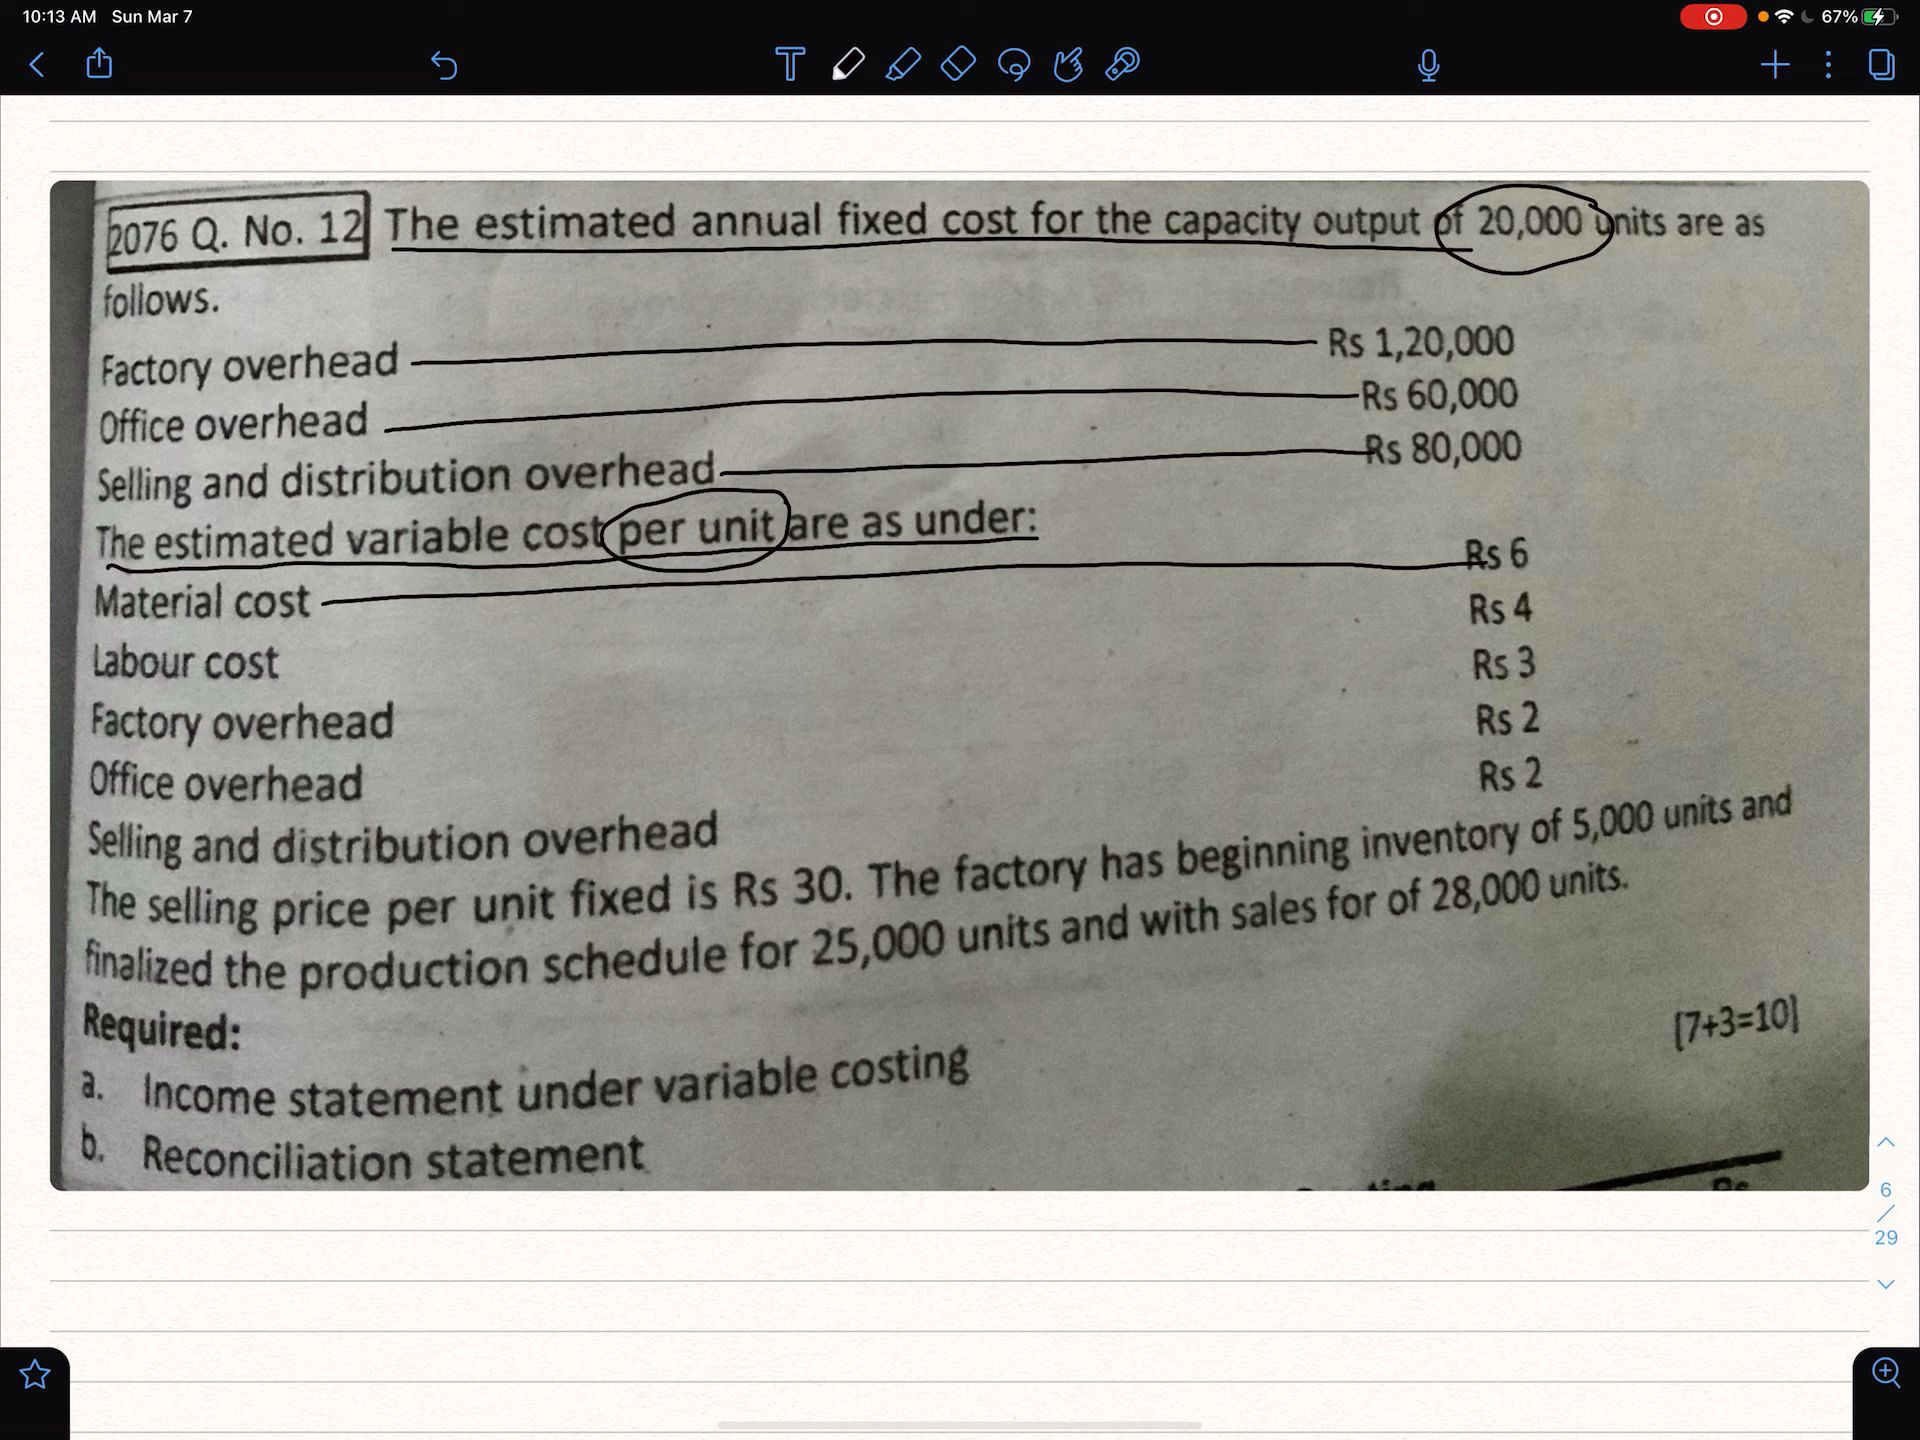 10:13 AM Sun Mar 7
67%
2076 Q. No. 12 The estimated annual fixed cost for the capacity output of 20,000 units are as
follows.
Factory overhead Rs 1,20,000
Office overhead Rs 60,000
Selling and distribution overhead Rs 80,000
The estimated variable cost per unit are as under:
Material cost Rs 6
Labour cost Rs 4
Factory overhead Rs 3
Office overhead Rs 2
Selling and distribution overhead Rs 2
The selling price per unit fixed is Rs 30. The factory has beginning inventory of 5,000 units and
finalized the production schedule for 25,000 units and with sales for of 28,000 units.
Required: [7+3=10]
a. Income statement under variable costing
b. Reconciliation statement
6
/
29